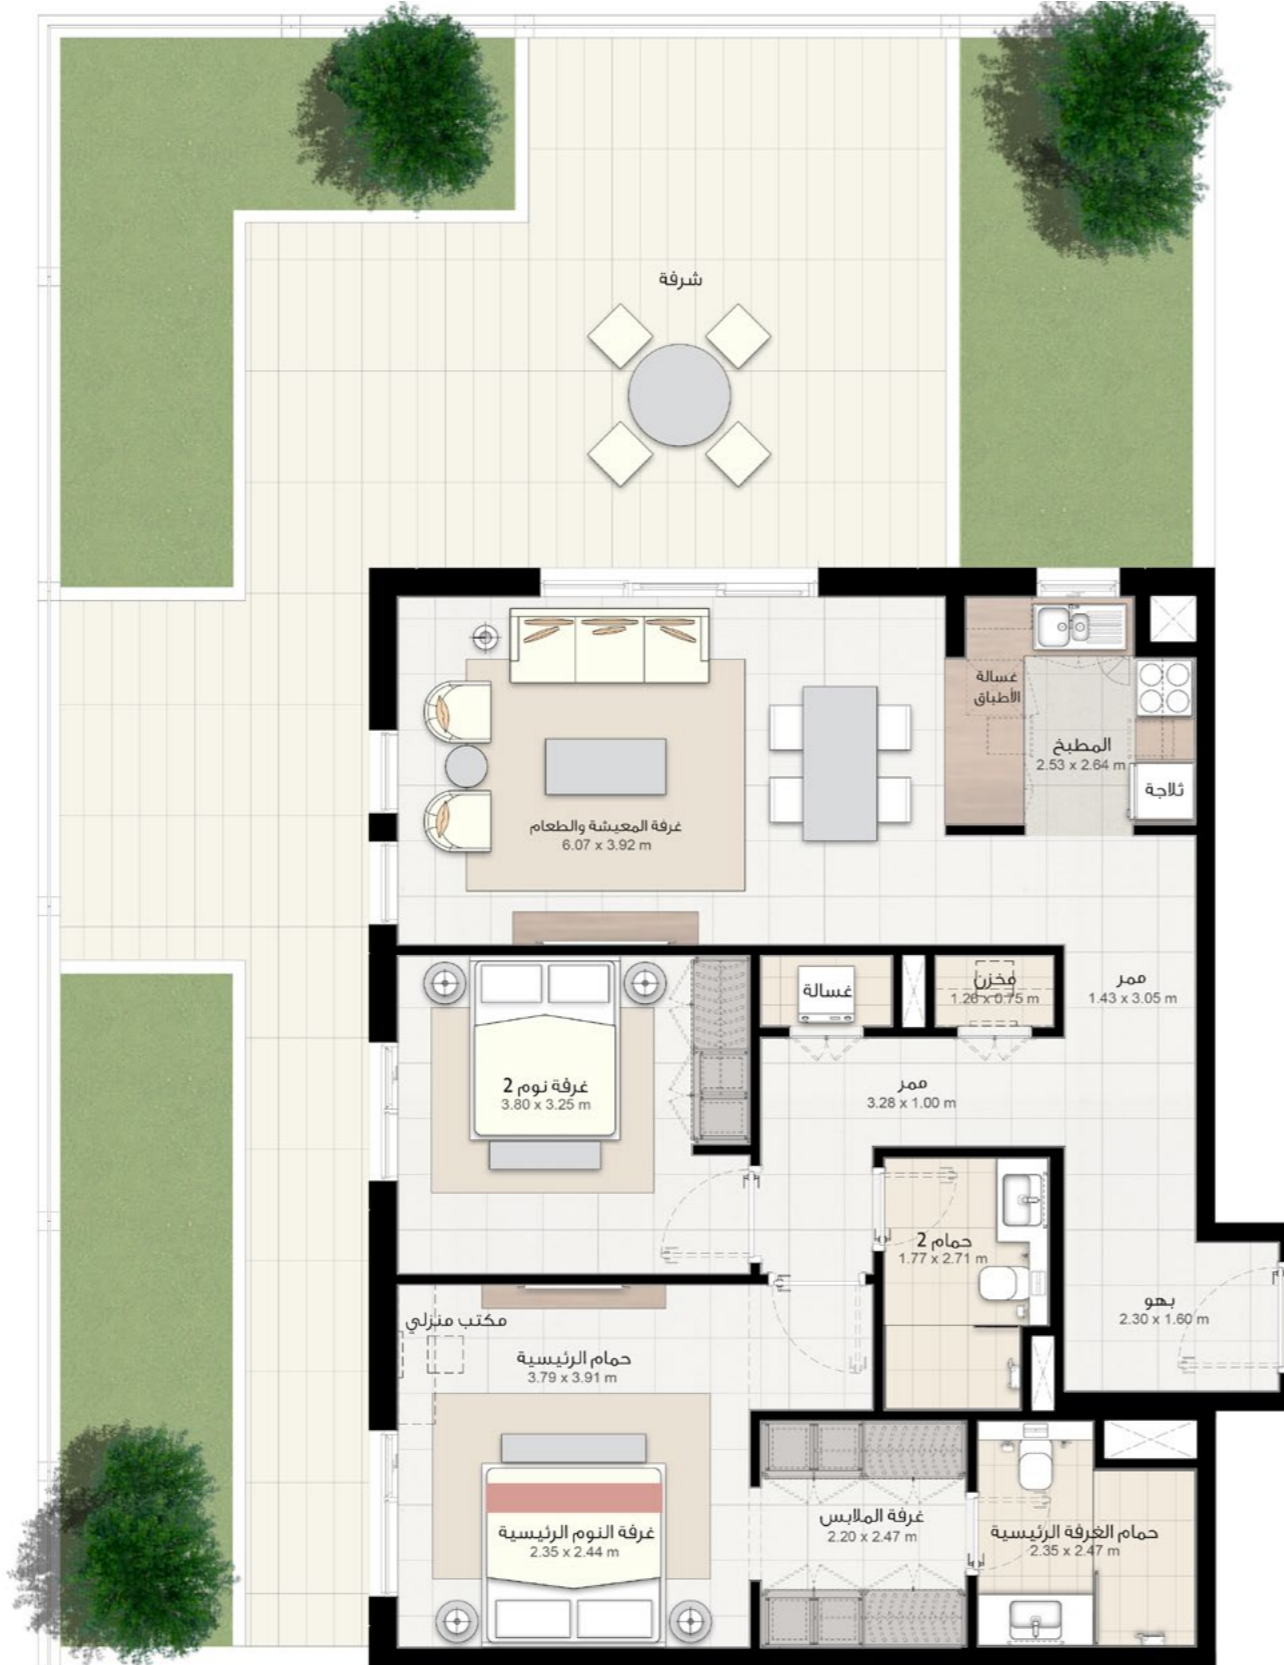 شرفة
غسالة
الأطباق
المطبخ
2.53 x 2.64 m
ثلاجة
غرفة المعيشة والطعام
6.07 x 3.92 m
غسالة
مخزن
1.26 x 0.75 m
ممر
1.43 x 3.05 m
غرفة نوم 2
3.80 x 3.25 m
ممر
3.28 x 1.00 m
حمام 2
1.77 x 2.71 m
بهو
2.30 x 1.60 m
مكتب منزلي
حمام الرئيسية
3.79 x 3.91 m
غرفة النوم الرئيسية
2.35 x 2.44 m
غرفة الملابس
2.20 x 2.47 m
حمام الغرفة الرئيسية
2.35 x 2.47 m